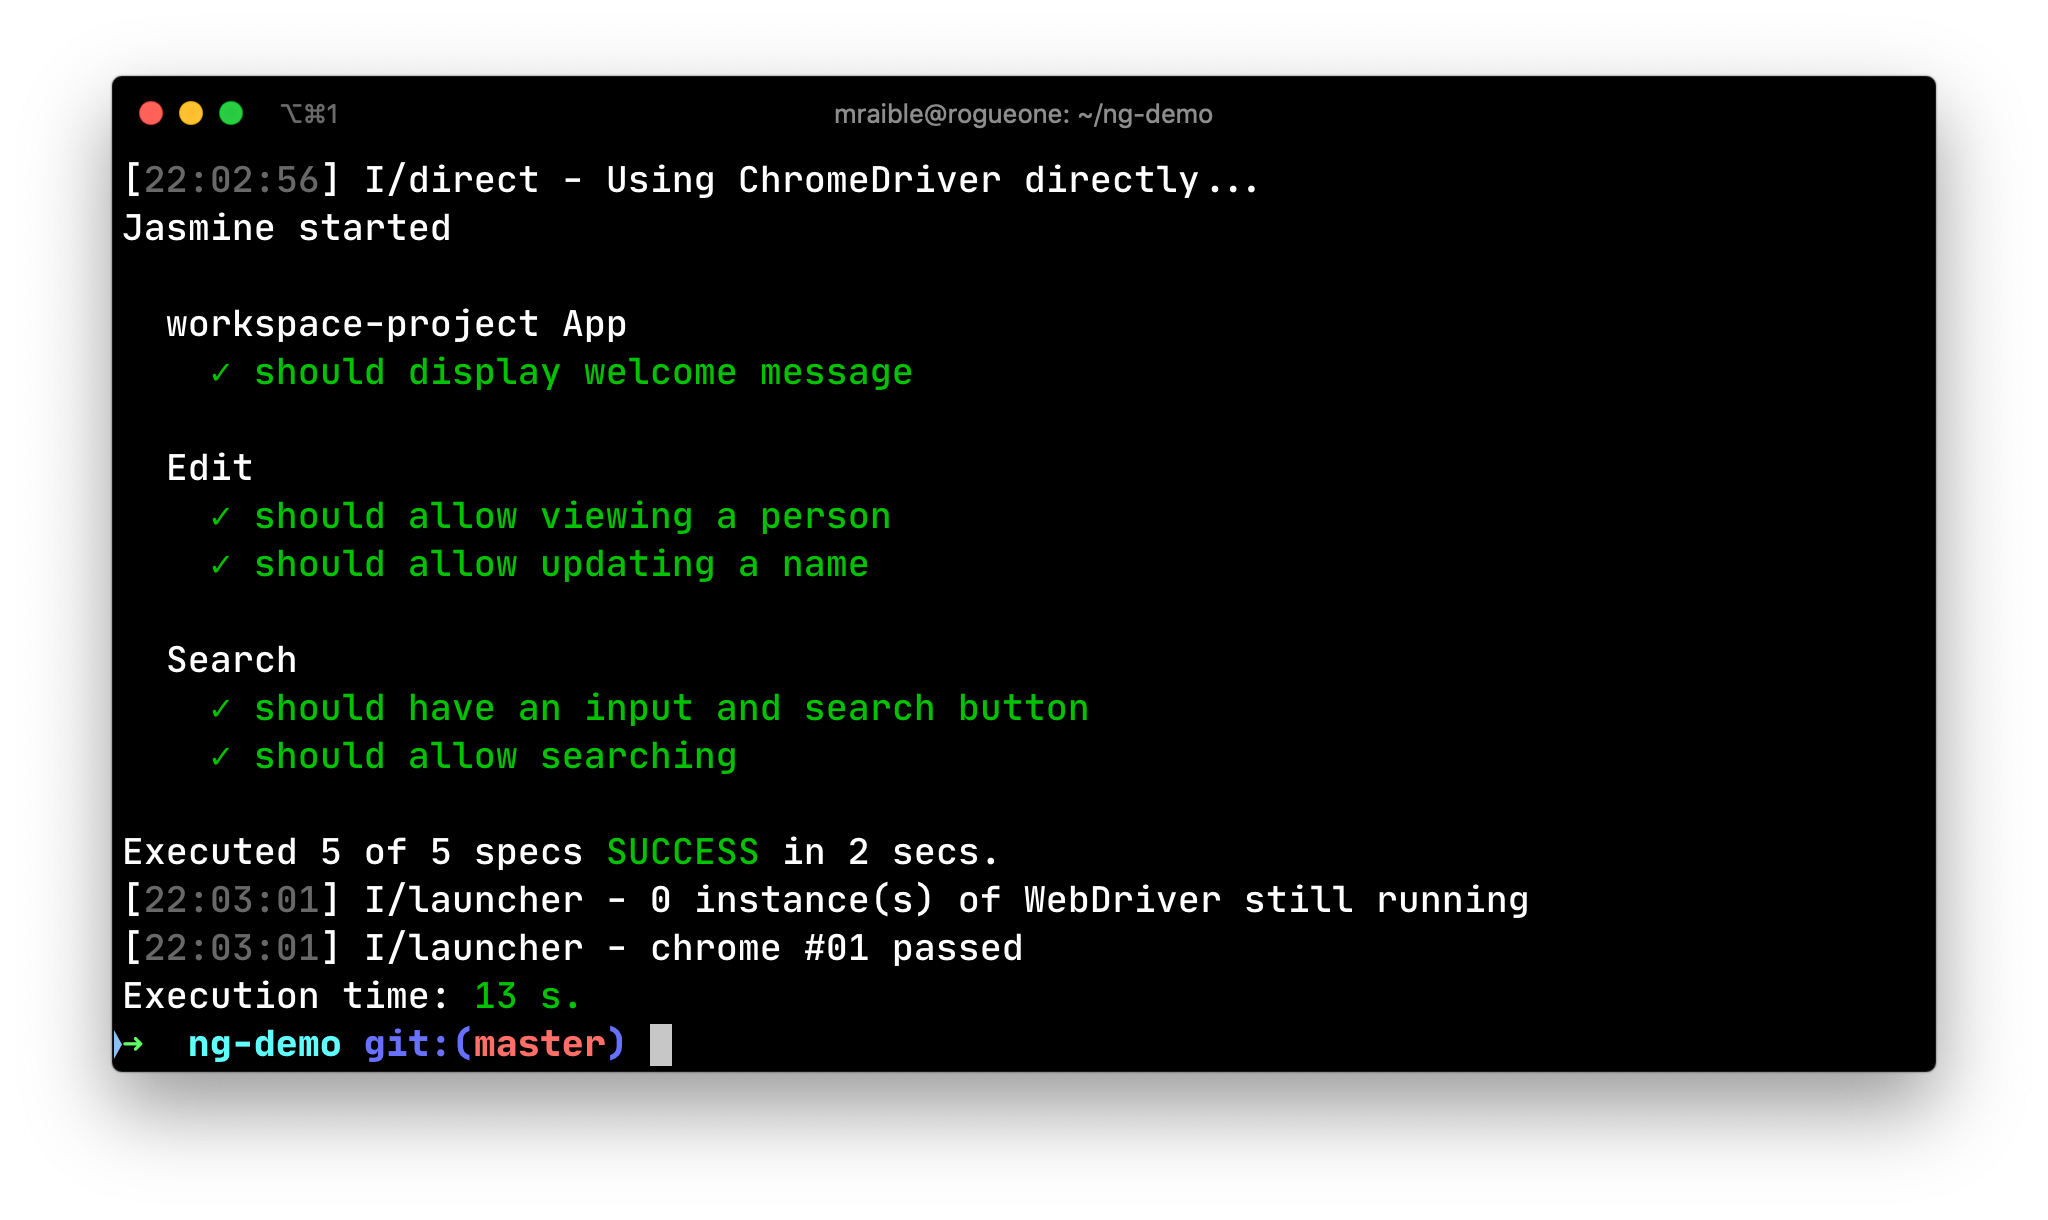 ⌥⌘1
mraible@rogueone: ~/ng-demo
[22:02:56] I/direct - Using ChromeDriver directly...
Jasmine started
workspace-project App
✓ should display welcome message
Edit
✓ should allow viewing a person
✓ should allow updating a name
Search
✓ should have an input and search button
✓ should allow searching
Executed 5 of 5 specs SUCCESS in 2 secs.
[22:03:01] I/launcher - 0 instance(s) of WebDriver still running
[22:03:01] I/launcher - chrome #01 passed
Execution time: 13 s.
➜ ng-demo git:(master)